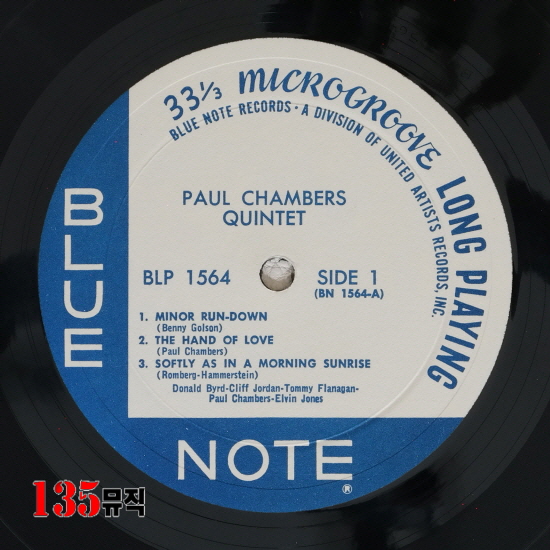 33 1/3 MICROGROOVE LONG PLAYING
BLUE NOTE RECORDS • A DIVISION OF UNITED ARTISTS RECORDS, INC.
PAUL CHAMBERS
QUINTET
BLP 1564
SIDE 1
(BN 1564-A)
1. MINOR RUN-DOWN
(Benny Golson)
2. THE HAND OF LOVE
(Paul Chambers)
3. SOFTLY AS IN A MORNING SUNRISE
(Romberg-Hammerstein)
Donald Byrd-Cliff Jordan-Tommy Flanagan-
Paul Chambers-Elvin Jones
BLUE
NOTE®
135뮤직